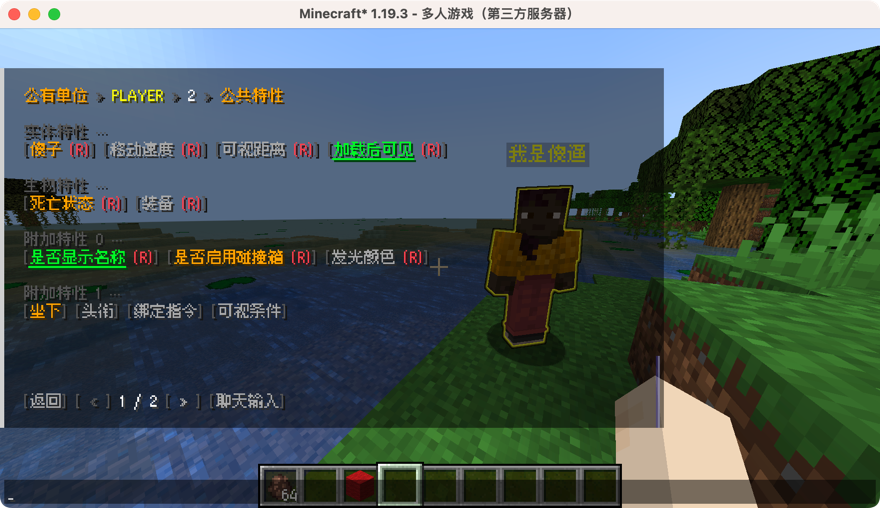 Minecraft* 1.19.3 - 多人游戏（第三方服务器）
公有单位 > PLAYER > 2 > 公共特性
实体特性 ...
[傻子 (R)] [移动速度 (R)] [可视距离 (R)] [加载后可见 (R)]
我是傻逼
生物特性 ...
[死亡状态 (R)] [装备 (R)]
附加特性 0 ...
[是否显示名称 (R)] [是否启用碰撞箱 (R)] [发光颜色 (R)]
附加特性 1 ...
[坐下] [头衔] [绑定指令] [可视条件]
[返回] [ < ] 1 / 2 [ > ] [聊天输入]
64
_